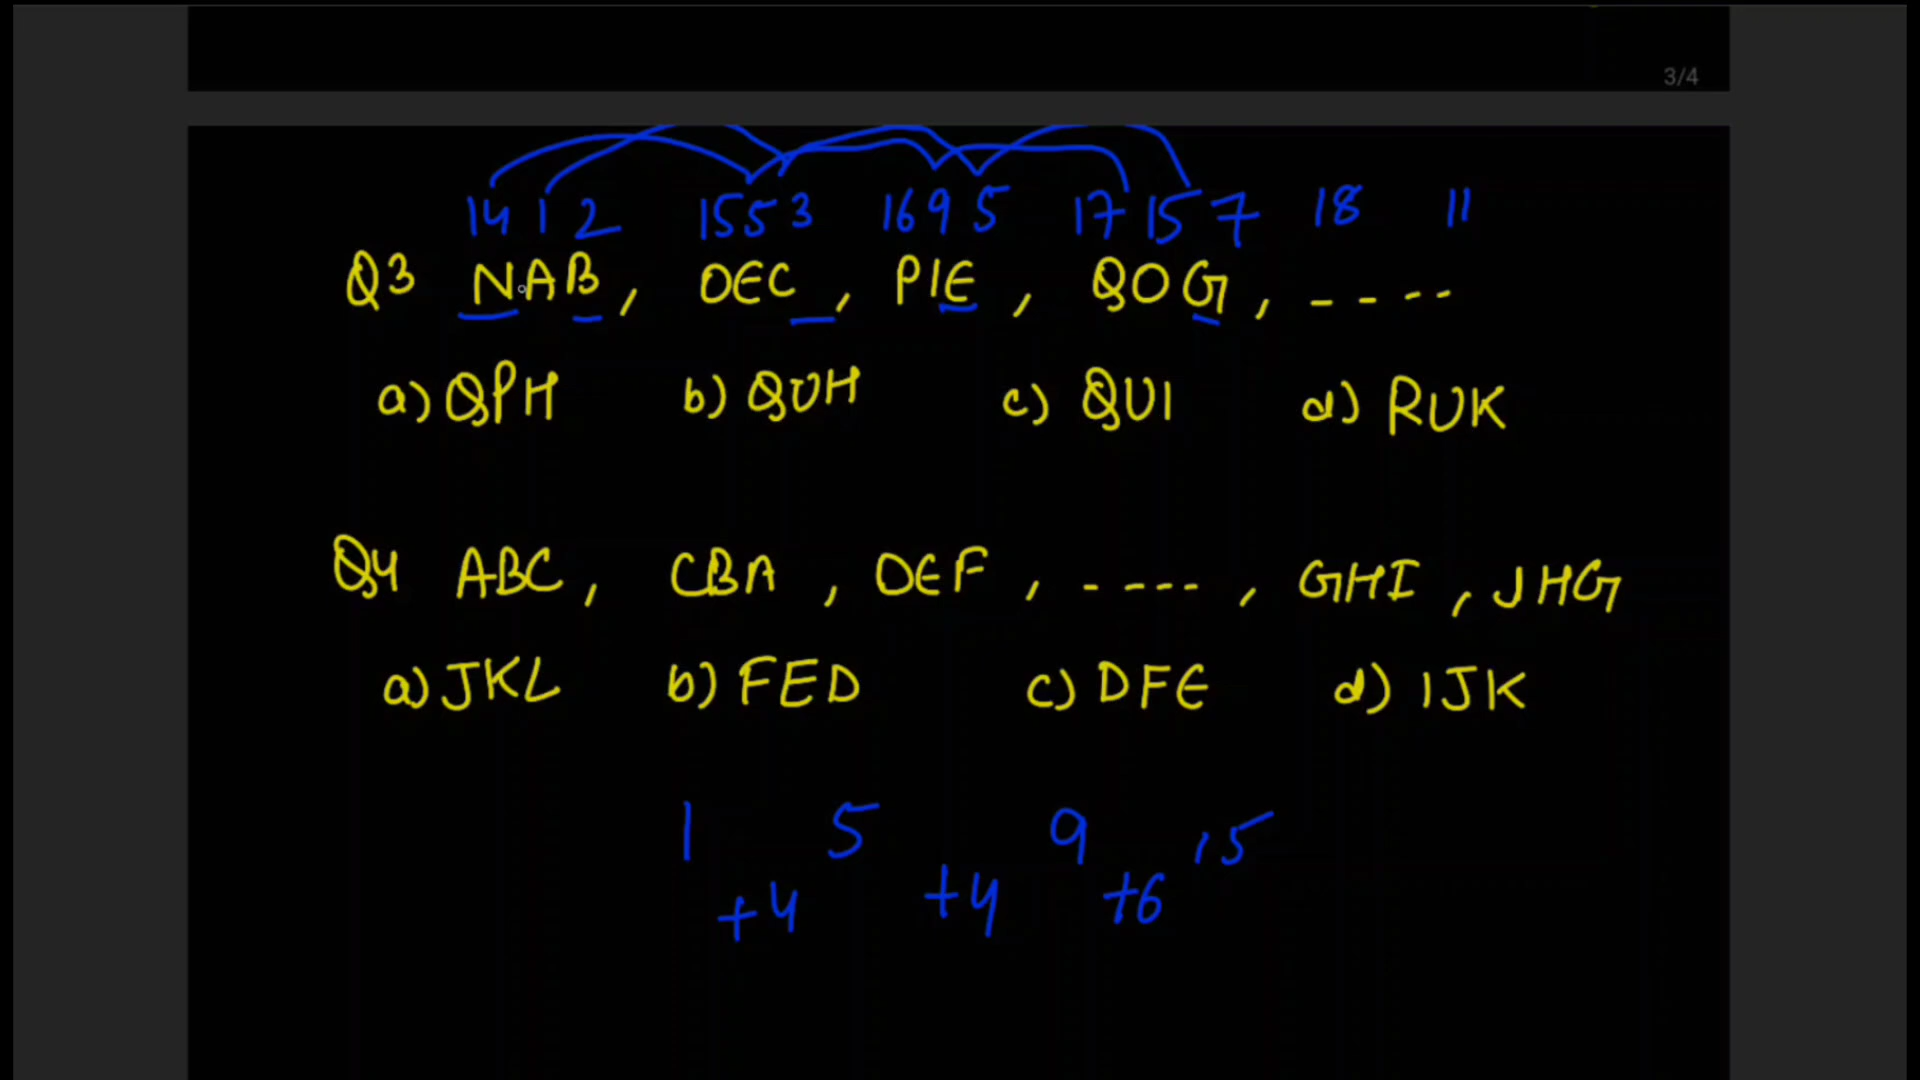 3/4
14 1 2 15 5 3 16 9 5 17 15 7 18 11
Q3 NAB, OEC, PIE, QOG, ----
a) QPH b) QUH c) QUI d) RUK
Q4 ABC, CBA, DEF, ----, GHI, JHG
a) JKL b) FED c) DFE d) IJK
1 5 9 15
+4 +4 +6